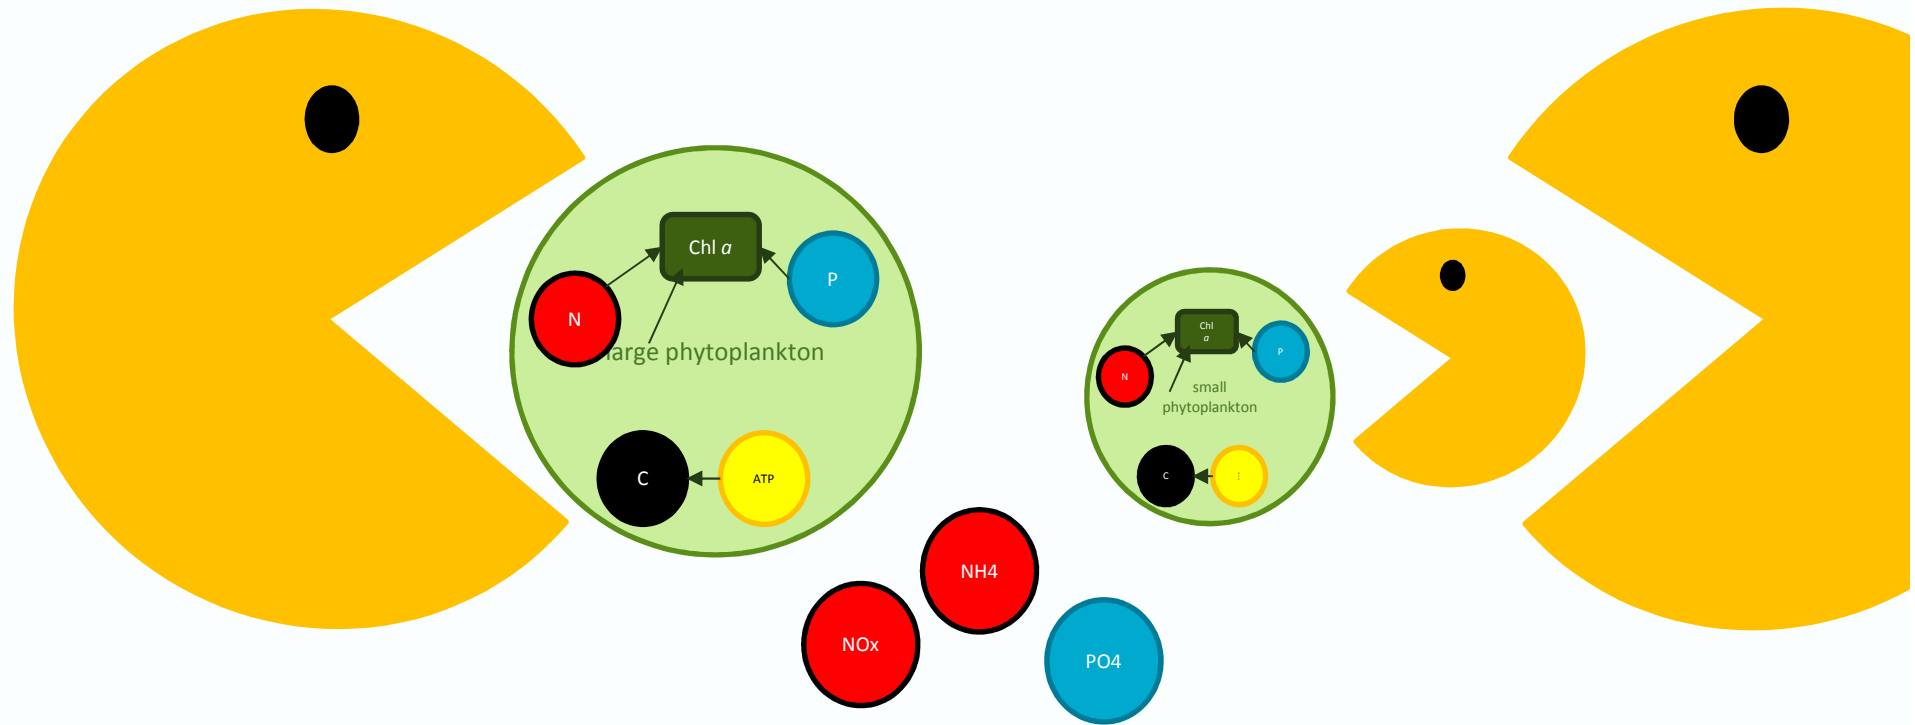 Chl a
P
N
large phytoplankton
C
ATP
Chl
a
P
N
small
phytoplankton
C
NH4
NOx
PO4